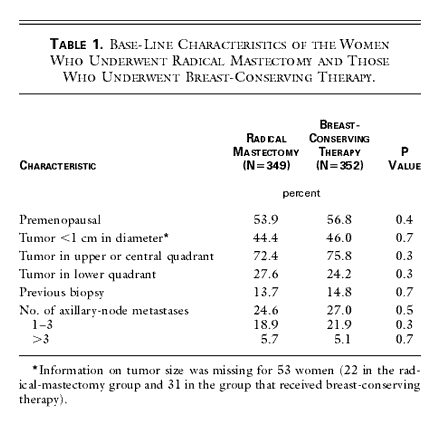 TABLE 1. BASE-LINE CHARACTERISTICS OF THE WOMEN
WHO UNDERWENT RADICAL MASTECTOMY AND THOSE
WHO UNDERWENT BREAST-CONSERVING THERAPY.
CHARACTERISTIC RADICAL MASTECTOMY (N=349) BREAST-CONSERVING THERAPY (N=352) P VALUE
percent
Premenopausal 53.9 56.8 0.4
Tumor <1 cm in diameter* 44.4 46.0 0.7
Tumor in upper or central quadrant 72.4 75.8 0.3
Tumor in lower quadrant 27.6 24.2 0.3
Previous biopsy 13.7 14.8 0.7
No. of axillary-node metastases 24.6 27.0 0.5
1–3 18.9 21.9 0.3
>3 5.7 5.1 0.7
*Information on tumor size was missing for 53 women (22 in the rad-
ical-mastectomy group and 31 in the group that received breast-conserving
therapy).